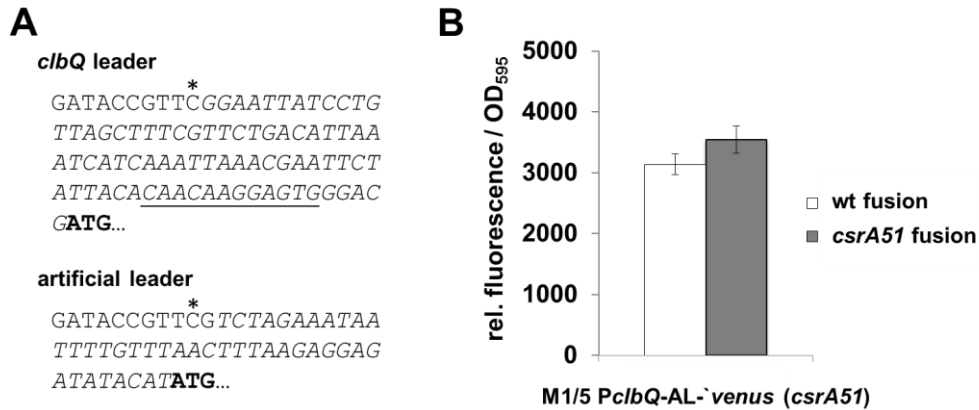 A
clbQ leader
*
GATACCGTTCGGAATTATCCTG
TTAGCTTTCGTTCTGACATTAA
ATCATCAAATTAAACGAATTCT
ATTACACAACAAGGAGTGGGAC
GATG...
artificial leader
*
GATACCGTTCGTCTAGAAATAA
TTTTGTTTAACTTTAAGAGGAG
ATATACATATG...
B
rel. fluorescence / OD595
5000
4000
3000
2000
1000
0
wt fusion
csrA51 fusion
M1/5 PclbQ-AL-`venus (csrA51)